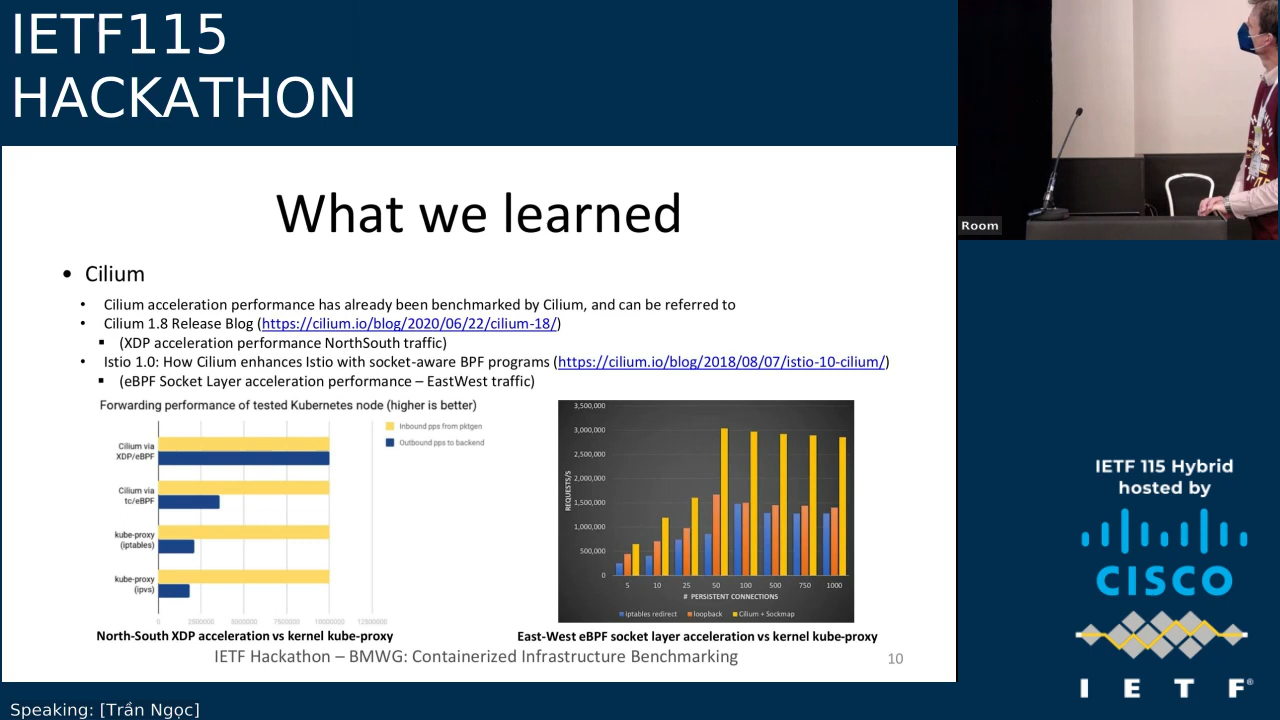 IETF115
HACKATHON
Room
What we learned
• Cilium
• Cilium acceleration performance has already been benchmarked by Cilium, and can be referred to
• Cilium 1.8 Release Blog (https://cilium.io/blog/2020/06/22/cilium-18/)
▪ (XDP acceleration performance NorthSouth traffic)
• Istio 1.0: How Cilium enhances Istio with socket-aware BPF programs (https://cilium.io/blog/2018/08/07/istio-10-cilium/)
▪ (eBPF Socket Layer acceleration performance – EastWest traffic)
Forwarding performance of tested Kubernetes node (higher is better)
Inbound pps from pktgen
Outbound pps to backend
Cilium via
XDP/eBPF
Cilium via
tc/eBPF
kube-proxy
(iptables)
kube-proxy
(ipvs)
0 2500000 5000000 7500000 10000000 12500000
North-South XDP acceleration vs kernel kube-proxy
3,500,000
3,000,000
2,500,000
2,000,000
1,500,000
1,000,000
500,000
0
REQUESTS/S
5 10 25 50 100 500 750 1000
# PERSISTENT CONNECTIONS
iptables redirect loopback Cilium + Sockmap
East-West eBPF socket layer acceleration vs kernel kube-proxy
IETF Hackathon – BMWG: Containerized Infrastructure Benchmarking
10
IETF 115 Hybrid
hosted by
CISCO
I E T F®
Speaking: [Trần Ngọc]